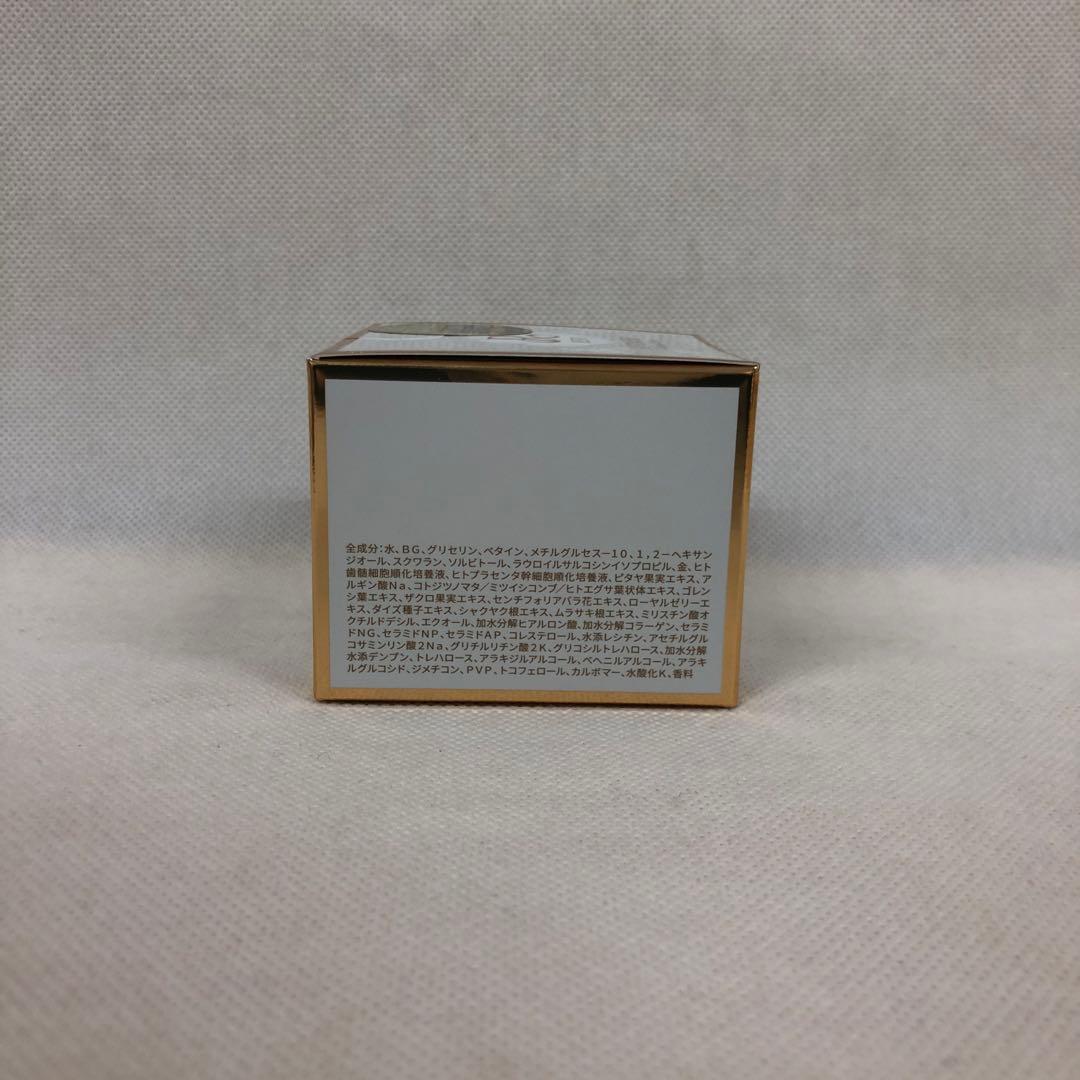 全成分:水、BG、グリセリン、ベタイン、メチルグルセス-10、1,2-ヘキサン
ジオール、スクワラン、ソルビトール、ラウロイルサルコシンイソプロピル、金、ヒト
歯髄細胞順化培養液、ヒトプラセンタ幹細胞順化培養液、ピタヤ果実エキス、ア
ルギン酸Na、コトジツノマタ/ミツイシコンブ/ヒトエグサ葉状体エキス、ゴレン
シ葉エキス、ザクロ果実エキス、センチフォリアバラ花エキス、ローヤルゼリーエ
キス、ダイズ種子エキス、シャクヤク根エキス、ムラサキ根エキス、ミリスチン酸オ
クチルドデシル、エクオール、加水分解ヒアルロン酸、加水分解コラーゲン、セラミ
ドNG、セラミドNP、セラミドAP、コレステロール、水添レシチン、アセチルグル
コサミンリン酸2Na、グリチルリチン酸2K、グリコシルトレハロース、加水分解
水添デンプン、トレハロース、アラキジルアルコール、ベヘニルアルコール、アラキ
ルグルコシド、ジメチコン、PVP、トコフェロール、カルボマー、水酸化K、香料